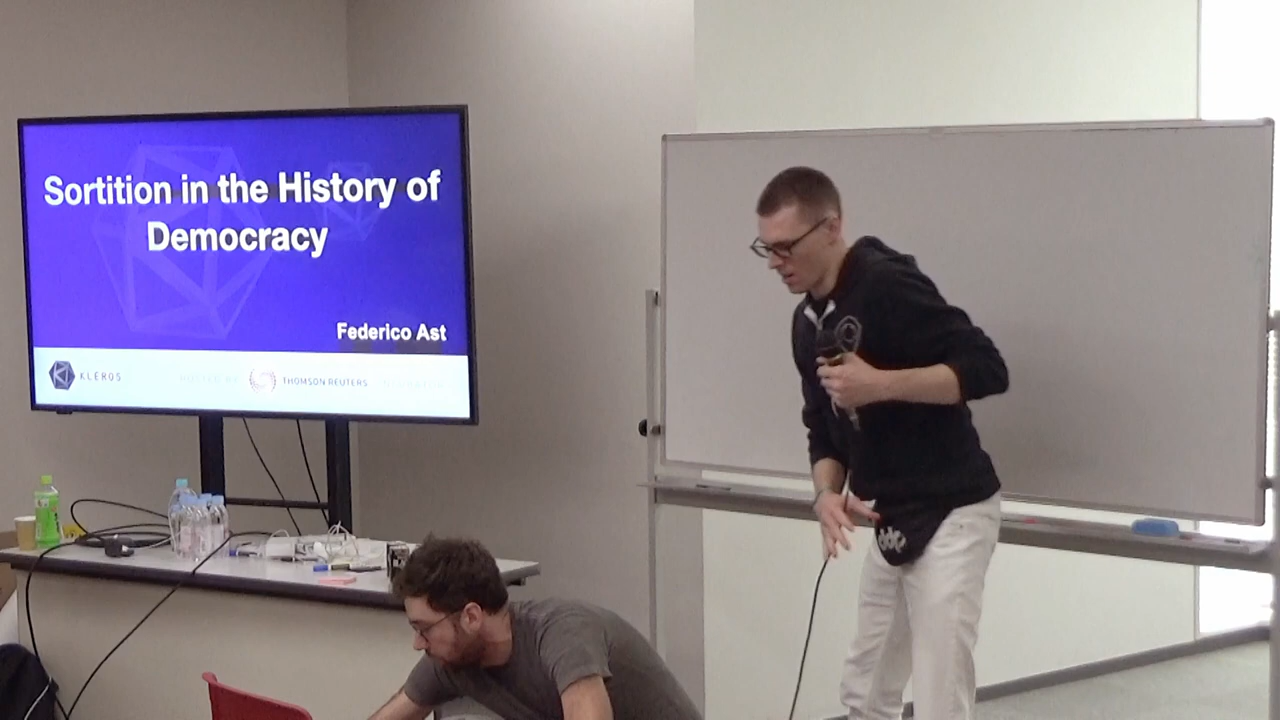 Sortition in the History of
Democracy
Federico Ast
KLEROS
THOMSON REUTERS